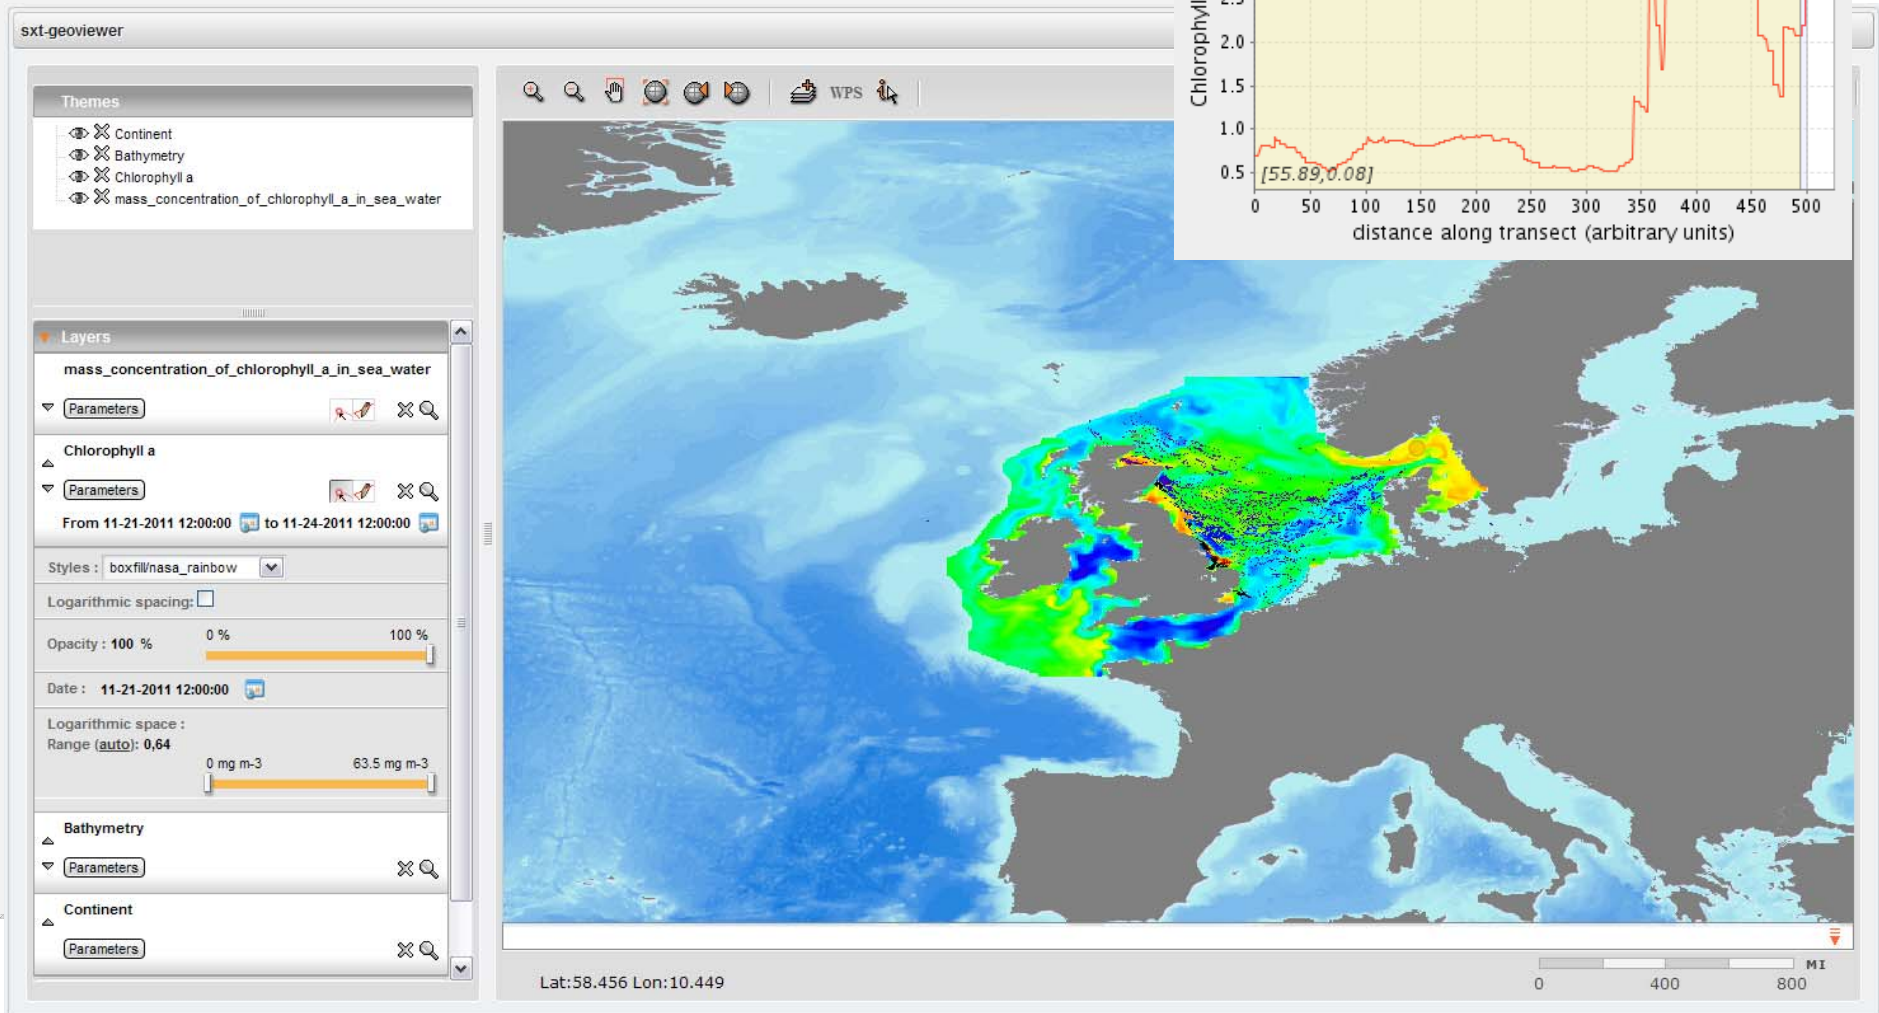 sxt-geoviewer
Themes
Continent
Bathymetry
Chlorophyll a
mass_concentration_of_chlorophyll_a_in_sea_water
Layers
mass_concentration_of_chlorophyll_a_in_sea_water
Parameters
Chlorophyll a
Parameters
From 11-21-2011 12:00:00 to 11-24-2011 12:00:00
Styles : boxfill/nasa_rainbow
Logarithmic spacing:
Opacity : 100 % 0 % 100 %
Date : 11-21-2011 12:00:00
Logarithmic space :
Range (auto): 0,64
0 mg m-3 63.5 mg m-3
Bathymetry
Parameters
Continent
Parameters
WPS
Chlorophyll
2.5
2.0
1.5
1.0
0.5
[55.89,0.08]
0 50 100 150 200 250 300 350 400 450 500
distance along transect (arbitrary units)
Lat:58.456 Lon:10.449
MI
0 400 800